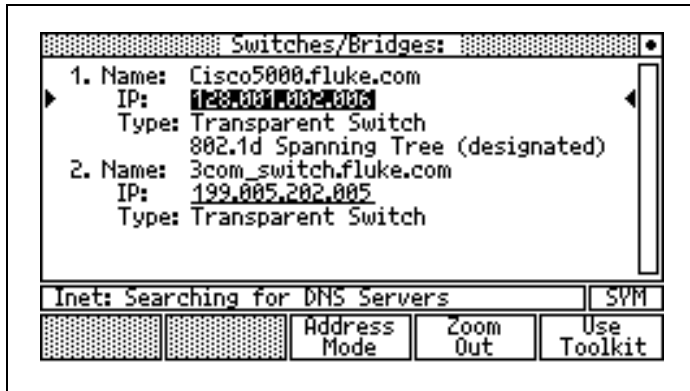 Switches/Bridges:
1. Name: Cisco5000.fluke.com
IP: 128.001.002.006
Type: Transparent Switch
802.1d Spanning Tree (designated)
2. Name: 3com_switch.fluke.com
IP: 199.005.202.005
Type: Transparent Switch
Inet: Searching for DNS Servers SVM
Address Mode Zoom Out Use Toolkit